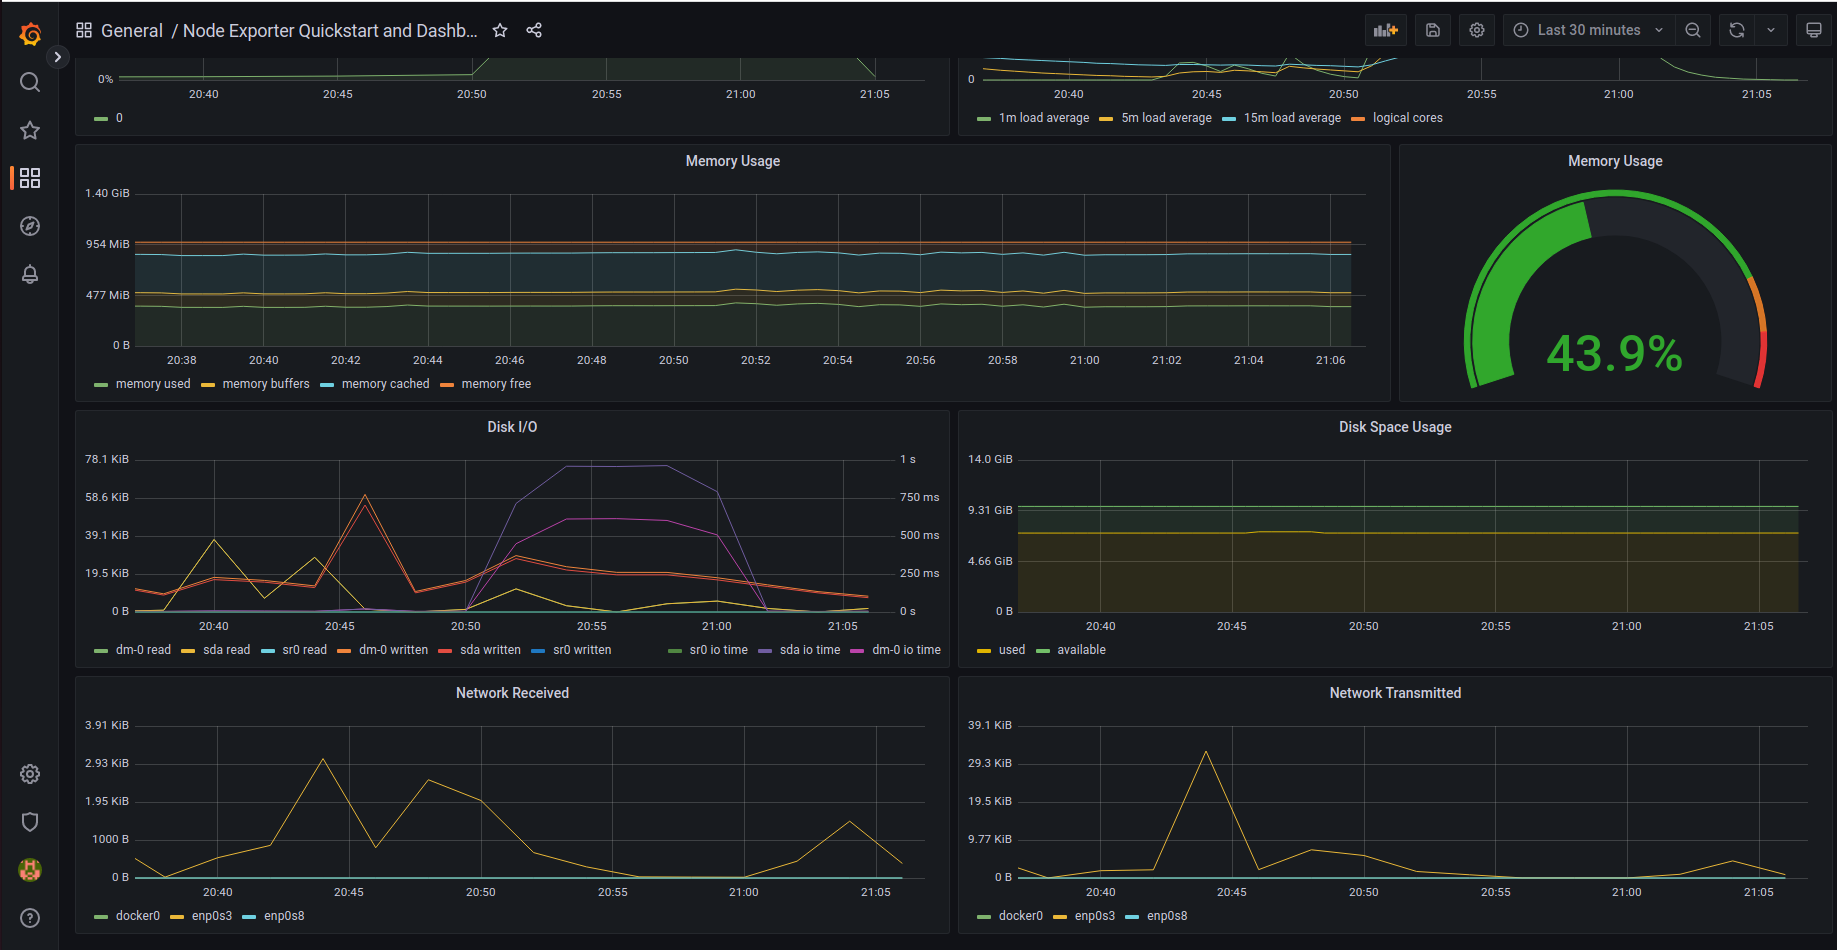 General / Node Exporter Quickstart and Dashb...
Last 30 minutes
0%
20:40 20:45 20:50 20:55 21:00 21:05
0
0
20:40 20:45 20:50 20:55 21:00 21:05
1m load average 5m load average 15m load average logical cores
Memory Usage
1.40 GiB
954 MiB
477 MiB
0 B
20:38 20:40 20:42 20:44 20:46 20:48 20:50 20:52 20:54 20:56 20:58 21:00 21:02 21:04 21:06
memory used memory buffers memory cached memory free
Memory Usage
43.9%
Disk I/O
78.1 KiB 1 s
58.6 KiB 750 ms
39.1 KiB 500 ms
19.5 KiB 250 ms
0 B 0 s
20:40 20:45 20:50 20:55 21:00 21:05
dm-0 read sda read sr0 read dm-0 written sda written sr0 written sr0 io time sda io time dm-0 io time
Disk Space Usage
14.0 GiB
9.31 GiB
4.66 GiB
0 B
20:40 20:45 20:50 20:55 21:00 21:05
used available
Network Received
3.91 KiB
2.93 KiB
1.95 KiB
1000 B
0 B
20:40 20:45 20:50 20:55 21:00 21:05
docker0 enp0s3 enp0s8
Network Transmitted
39.1 KiB
29.3 KiB
19.5 KiB
9.77 KiB
0 B
20:40 20:45 20:50 20:55 21:00 21:05
docker0 enp0s3 enp0s8